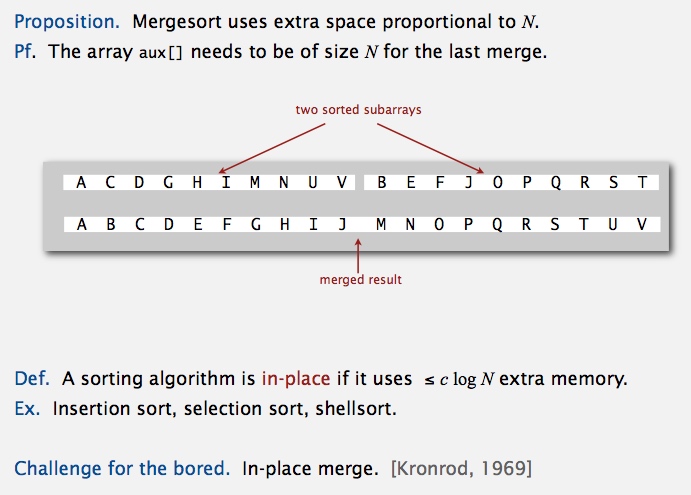 Proposition. Mergesort uses extra space proportional to N.
Pf. The array aux[] needs to be of size N for the last merge.
two sorted subarrays
A C D G H I M N U V B E F J O P Q R S T
A B C D E F G H I J M N O P Q R S T U V
merged result
Def. A sorting algorithm is in-place if it uses ≤ c log N extra memory.
Ex. Insertion sort, selection sort, shellsort.
Challenge for the bored. In-place merge. [Kronrod, 1969]